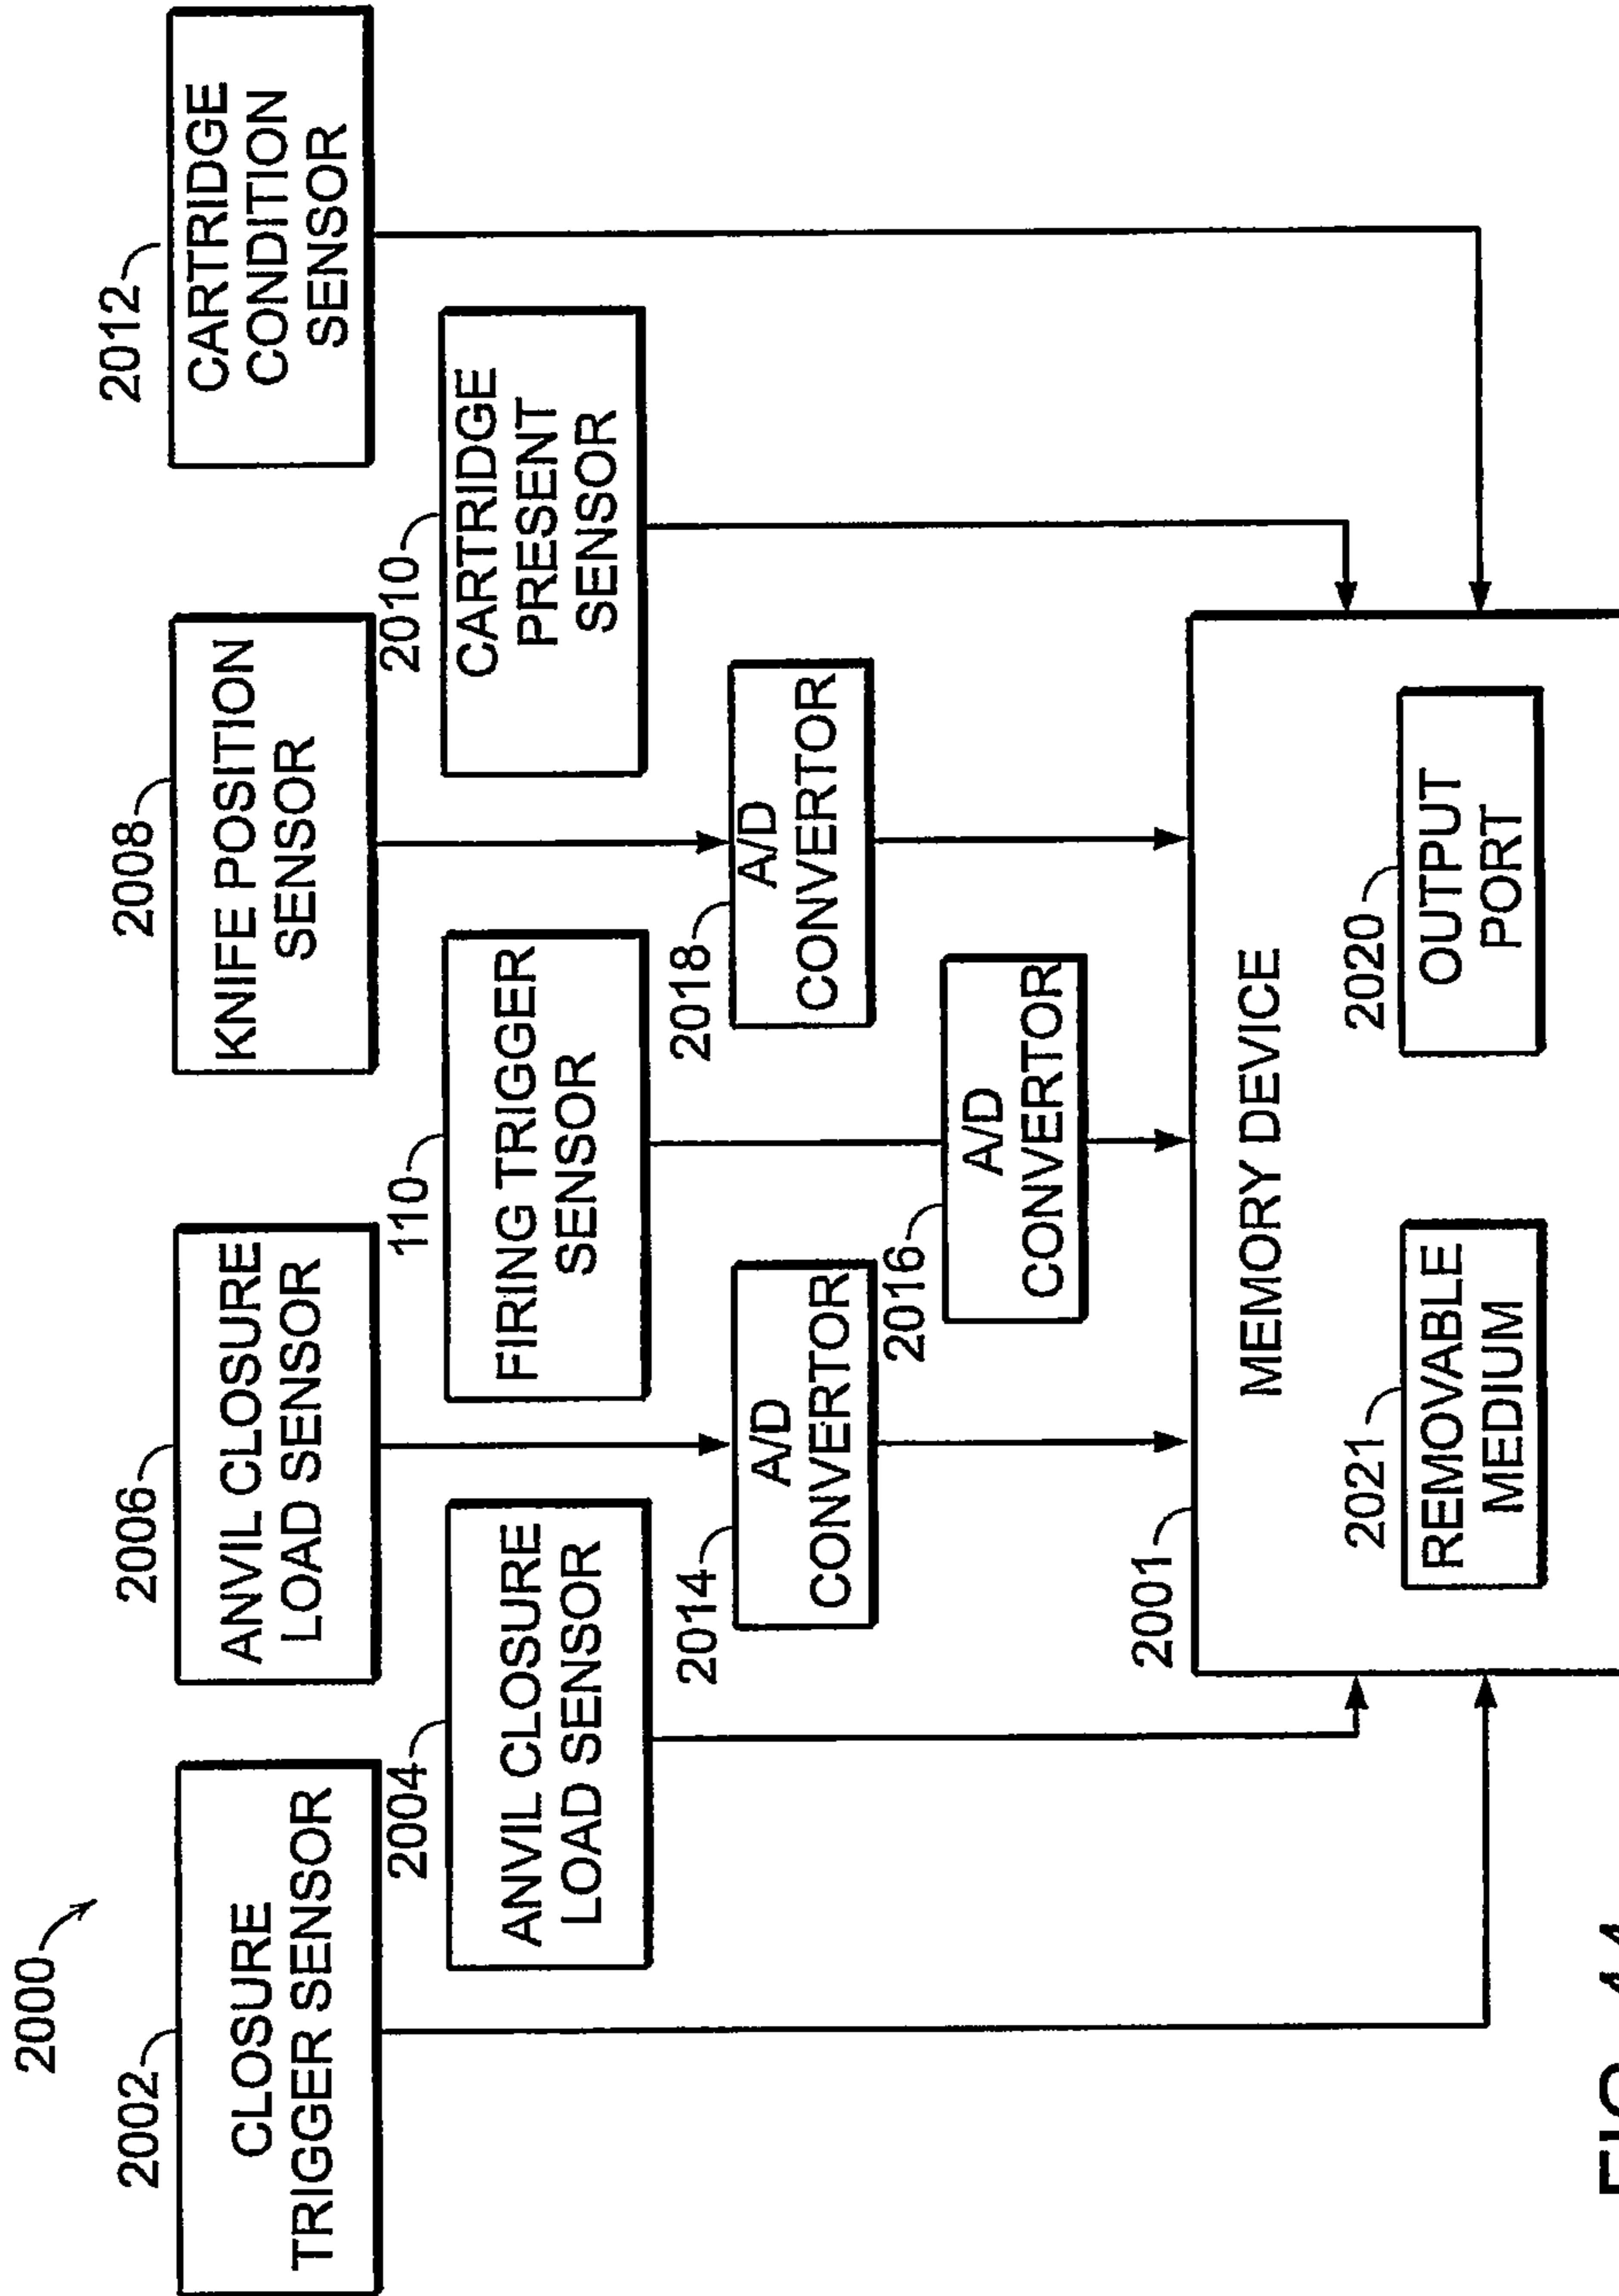 2000
2002
CLOSURE
TRIGGER SENSOR
2006
ANVIL CLOSURE
LOAD SENSOR
2008
KNIFE POSITION
SENSOR
2012
CARTRIDGE
CONDITION
SENSOR
2004
ANVIL CLOSURE
LOAD SENSOR
110
FIRING TRIGGER
SENSOR
2010
CARTRIDGE
PRESENT
SENSOR
2014
A/D
CONVERTOR
2018
A/D
CONVERTOR
2016
A/D
CONVERTOR
2001
MEMORY DEVICE
2021
REMOVABLE
MEDIUM
2020
OUTPUT
PORT